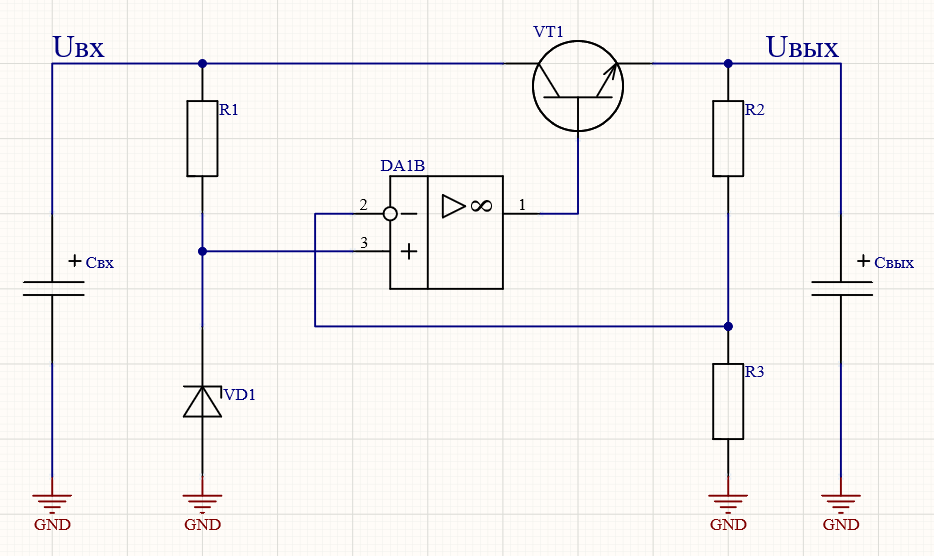 VT1
Uвх
Uвых
R1
R2
DA1B
2
∞
1
3
+
+ Cвх
+ Cвых
R3
VD1
GND
GND
GND
GND